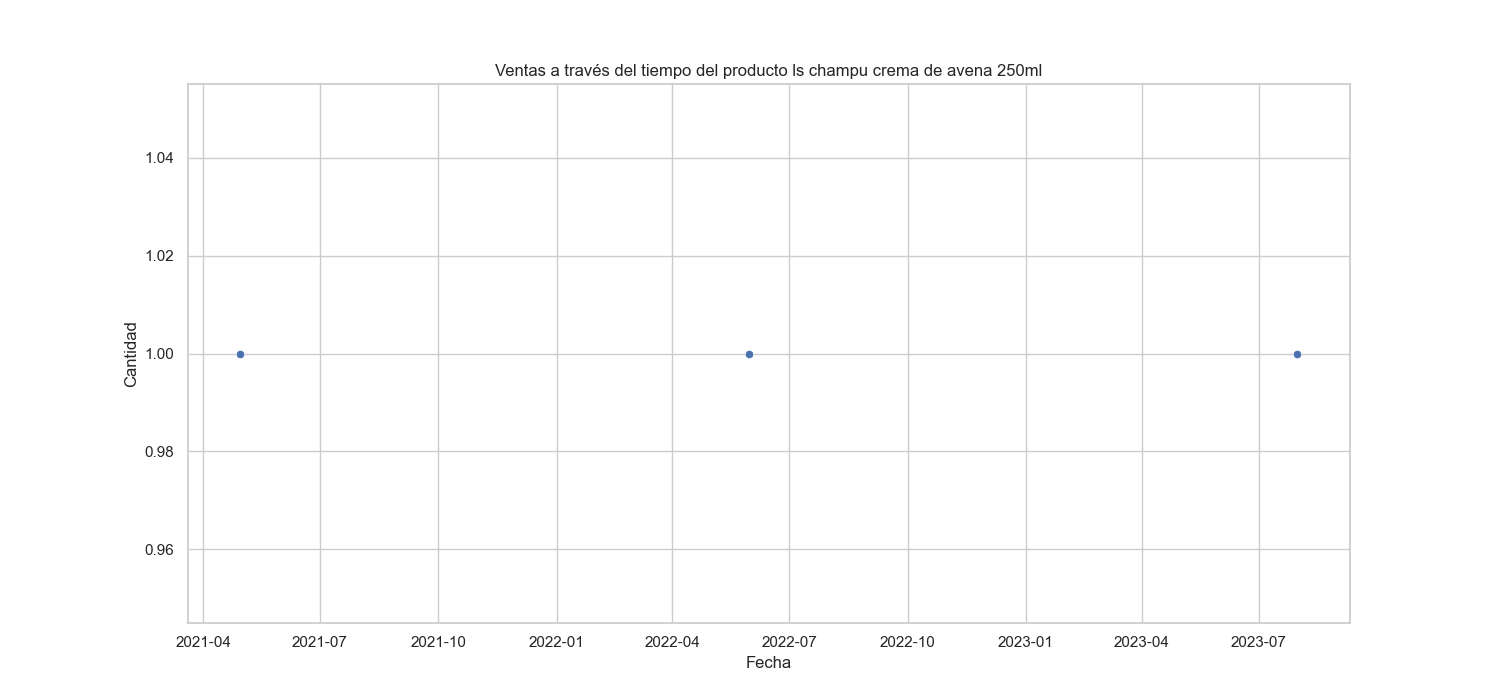 Ventas a través del tiempo del producto ls champu crema de avena 250ml
1.04
1.02
1.00
0.98
0.96
Cantidad
2021-04 2021-07 2021-10 2022-01 2022-04 2022-07 2022-10 2023-01 2023-04 2023-07
Fecha